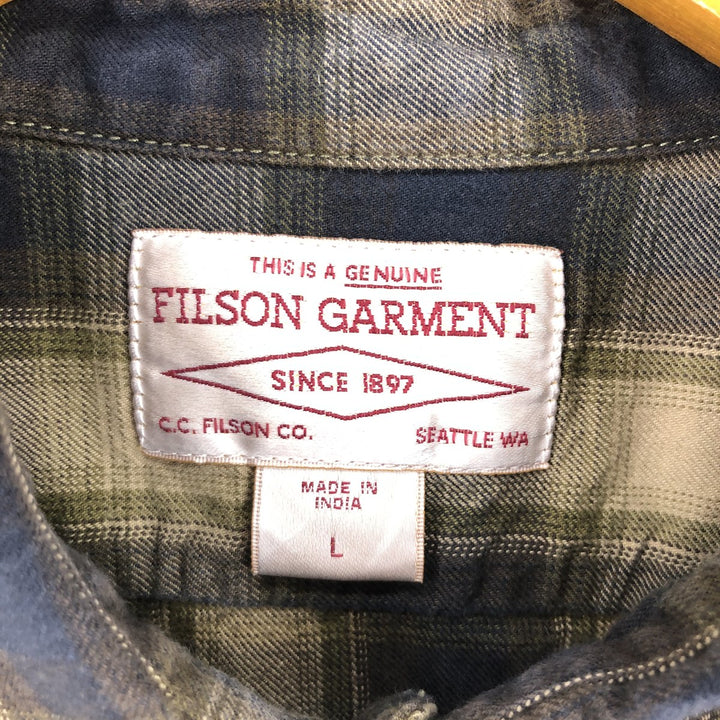 THIS IS A GENUINE
FILSON GARMENT
SINCE 1897
C.C. FILSON CO. SEATTLE WA
MADE IN
INDIA
L